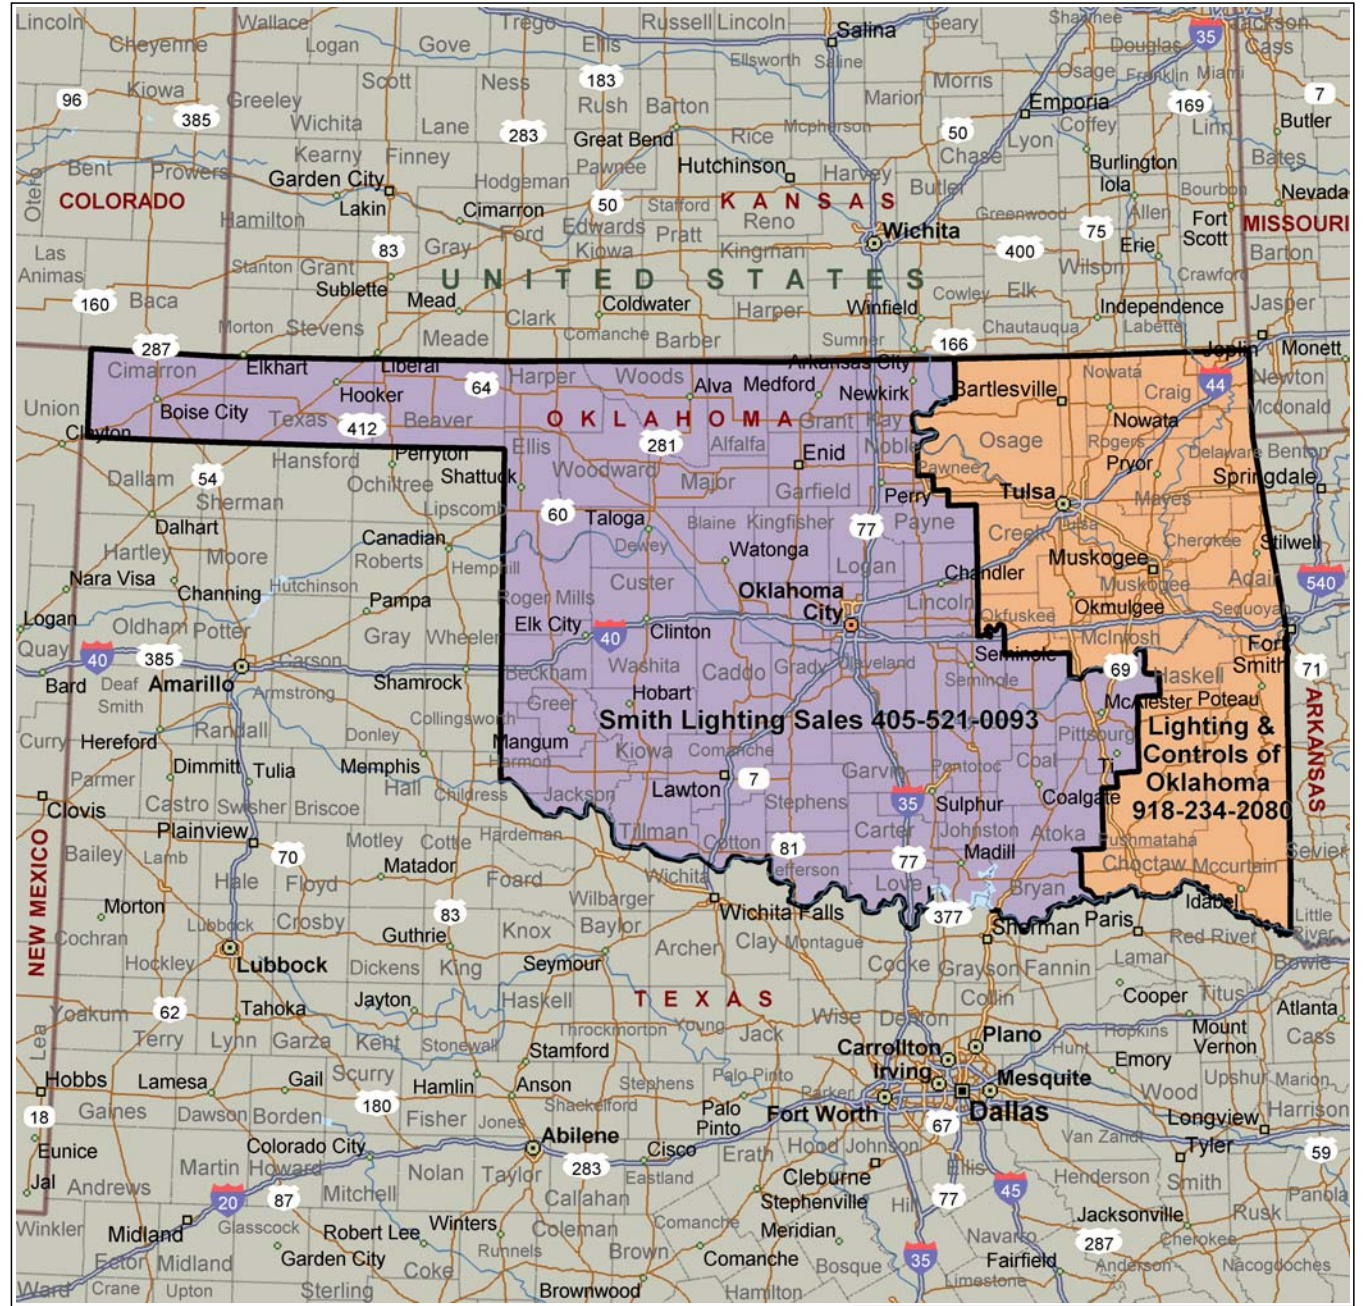 Lincoln
Wallace
Trego
Russell
Lincoln
Geary
Shawnee
Jackson
Cheyenne
Logan
Gove
Ellis
Salina
Douglas
35
Cass
Ellsworth
Saline
183
Scott
Ness
Morris
Osage
Franklin
Miami
96
Kiowa
385
Greeley
Rush
Barton
Marion
Emporia
169
7
Wichita
Lane
283
Great Bend
Rice
Mcpherson
50
Lyon
Coffey
Linn
Butler
Kearny
Finney
Pawnee
Hutchinson
Harvey
Chase
Burlington
Bates
Bent
Prowers
Garden City
Hodgeman
Butler
Iola
Bourbon
Nevada
Otero
COLORADO
Lakin
Cimarron
50
Stafford
KANSAS
Allen
Fort
Scott
MISSOURI
Hamilton
Edwards
Reno
Greenwood
75
Ford
Wichita
Erie
Las
Animas
83
Gray
Kiowa
Pratt
Kingman
400
Wilson
Barton
Stanton
Grant
UNITED STATES
Crawford
Sublette
160
Baca
Mead
Coldwater
Harper
Winfield
Cowley
Elk
Independence
Jasper
Morton
Stevens
Meade
Clark
Comanche
Barber
Sumner
Chautauqua
Labette
166
Joplin
Monett
287
Cimarron
Elkhart
Liberal
Harper
Woods
Arkansas City
Nowata
Newton
64
Alva
Medford
Newkirk
Bartlesville
Craig
44
Hooker
Union
Boise City
Texas
412
Beaver
OKLAHOMA
Grant
Kay
Nowata
Mcdonald
Clayton
Ellis
281
Alfalfa
Noble
Osage
Rogers
Delaware
Benton
Perryton
Enid
Pawnee
Pryor
Hansford
Woodward
Springdale
Dallam
54
Ochiltree
Shattuck
Major
Garfield
Perry
Tulsa
Mayes
Sherman
Lipscomb
60
Taloga
Blaine
Kingfisher
77
Payne
Creek
Tulsa
Dalhart
Canadian
Dewey
Watonga
Cherokee
Stilwell
Hartley
Moore
Roberts
Hemphill
Logan
Chandler
Muskogee
Nara Visa
Channing
Hutchinson
Custer
Oklahoma
City
Muskogee
Adair
540
Pampa
Roger Mills
Lincoln
Okfuskee
Okmulgee
Sequoyah
Logan
Oldham
Potter
Gray
Wheeler
Elk City
40
Clinton
McIntosh
Fort
Smith
Quay
40
385
Carson
Washita
Caddo
Grady
Cleveland
Seminole
69
Haskell
71
Bard
Deaf
Smith
Amarillo
Armstrong
Shamrock
Beckham
Hobart
Seminole
McAlester
Poteau
ARKANSAS
Randall
Collingsworth
Greer
Smith Lighting Sales 405-521-0093
Pittsburg
Lighting &
Controls of
Oklahoma
918-234-2080
Curry
Hereford
Donley
Mangum
Kiowa
Comanche
Garvin
Pontotoc
Coal
Ti
Parmer
Dimmitt
Tulia
Memphis
Harmon
Lawton
7
Clovis
Castro
Swisher
Briscoe
Hall
Childress
Jackson
Stephens
35
Sulphur
Coalgate
Plainview
Motley
Cottle
Hardeman
Tillman
Cotton
81
Carter
Johnston
Atoka
Pushmataha
Sevier
Bailey
Lamb
70
Matador
77
Madill
Choctaw
Mccurtain
Hale
Floyd
Foard
Wichita
Jefferson
Love
Bryan
Idabel
Morton
Wilbarger
NEW MEXICO
Lubbock
Crosby
83
Wichita Falls
377
Paris
Little
River
Cochran
Guthrie
Knox
Baylor
Archer
Clay
Montague
Sherman
Red River
Hockley
Lubbock
Dickens
King
Seymour
Cooke
Grayson
Fannin
Lamar
Bowie
Yoakum
62
Tahoka
Jayton
Haskell
TEXAS
Collin
Cooper
Titus
Atlanta
Lea
Terry
Lynn
Garza
Kent
Stonewall
Throckmorton
Young
Jack
Wise
Denton
Plano
Hopkins
Mount
Vernon
Cass
Stamford
Carrollton
Hunt
Emory
Hobbs
Lamesa
Gail
Scurry
Hamlin
Anson
Stephens
Palo Pinto
Parker
Irving
Mesquite
Wood
Upshur
Marion
18
Gaines
Dawson
Borden
180
Fisher
Jones
Shackelford
Palo
Pinto
Fort Worth
Dallas
Longview
Harrison
Eunice
Colorado City
Abilene
Cisco
Hood
Johnson
67
Van Zandt
Tyler
59
Martin
Howard
Nolan
Taylor
283
Eastland
Erath
Cleburne
Ellis
Henderson
Jal
Andrews
20
87
Mitchell
Callahan
Stephenville
Hill
77
45
Smith
Panola
Winkler
Midland
Glasscock
Robert Lee
Winters
Coleman
Comanche
Meridian
Navarro
Jacksonville
Rusk
Ector
Midland
Garden City
Runnels
Brown
Comanche
Bosque
35
287
Cherokee
Fairfield
Anderson
Nacogdoches
Ward
Crane
Upton
Sterling
Coke
Brownwood
Hamilton
Limestone